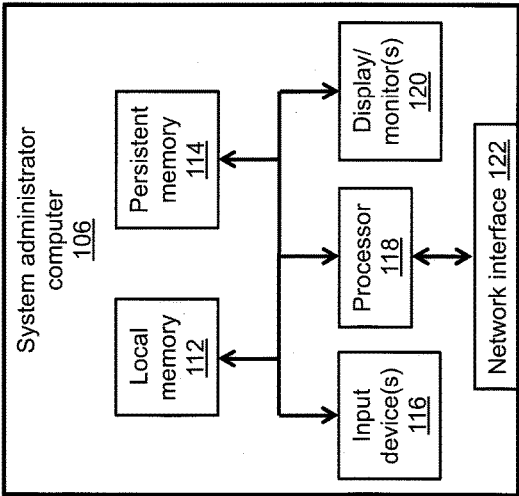 System administrator
computer
106
Local
memory
112
Persistent
memory
114
Input
device(s)
116
Processor
118
Display/
monitor(s)
120
Network interface 122